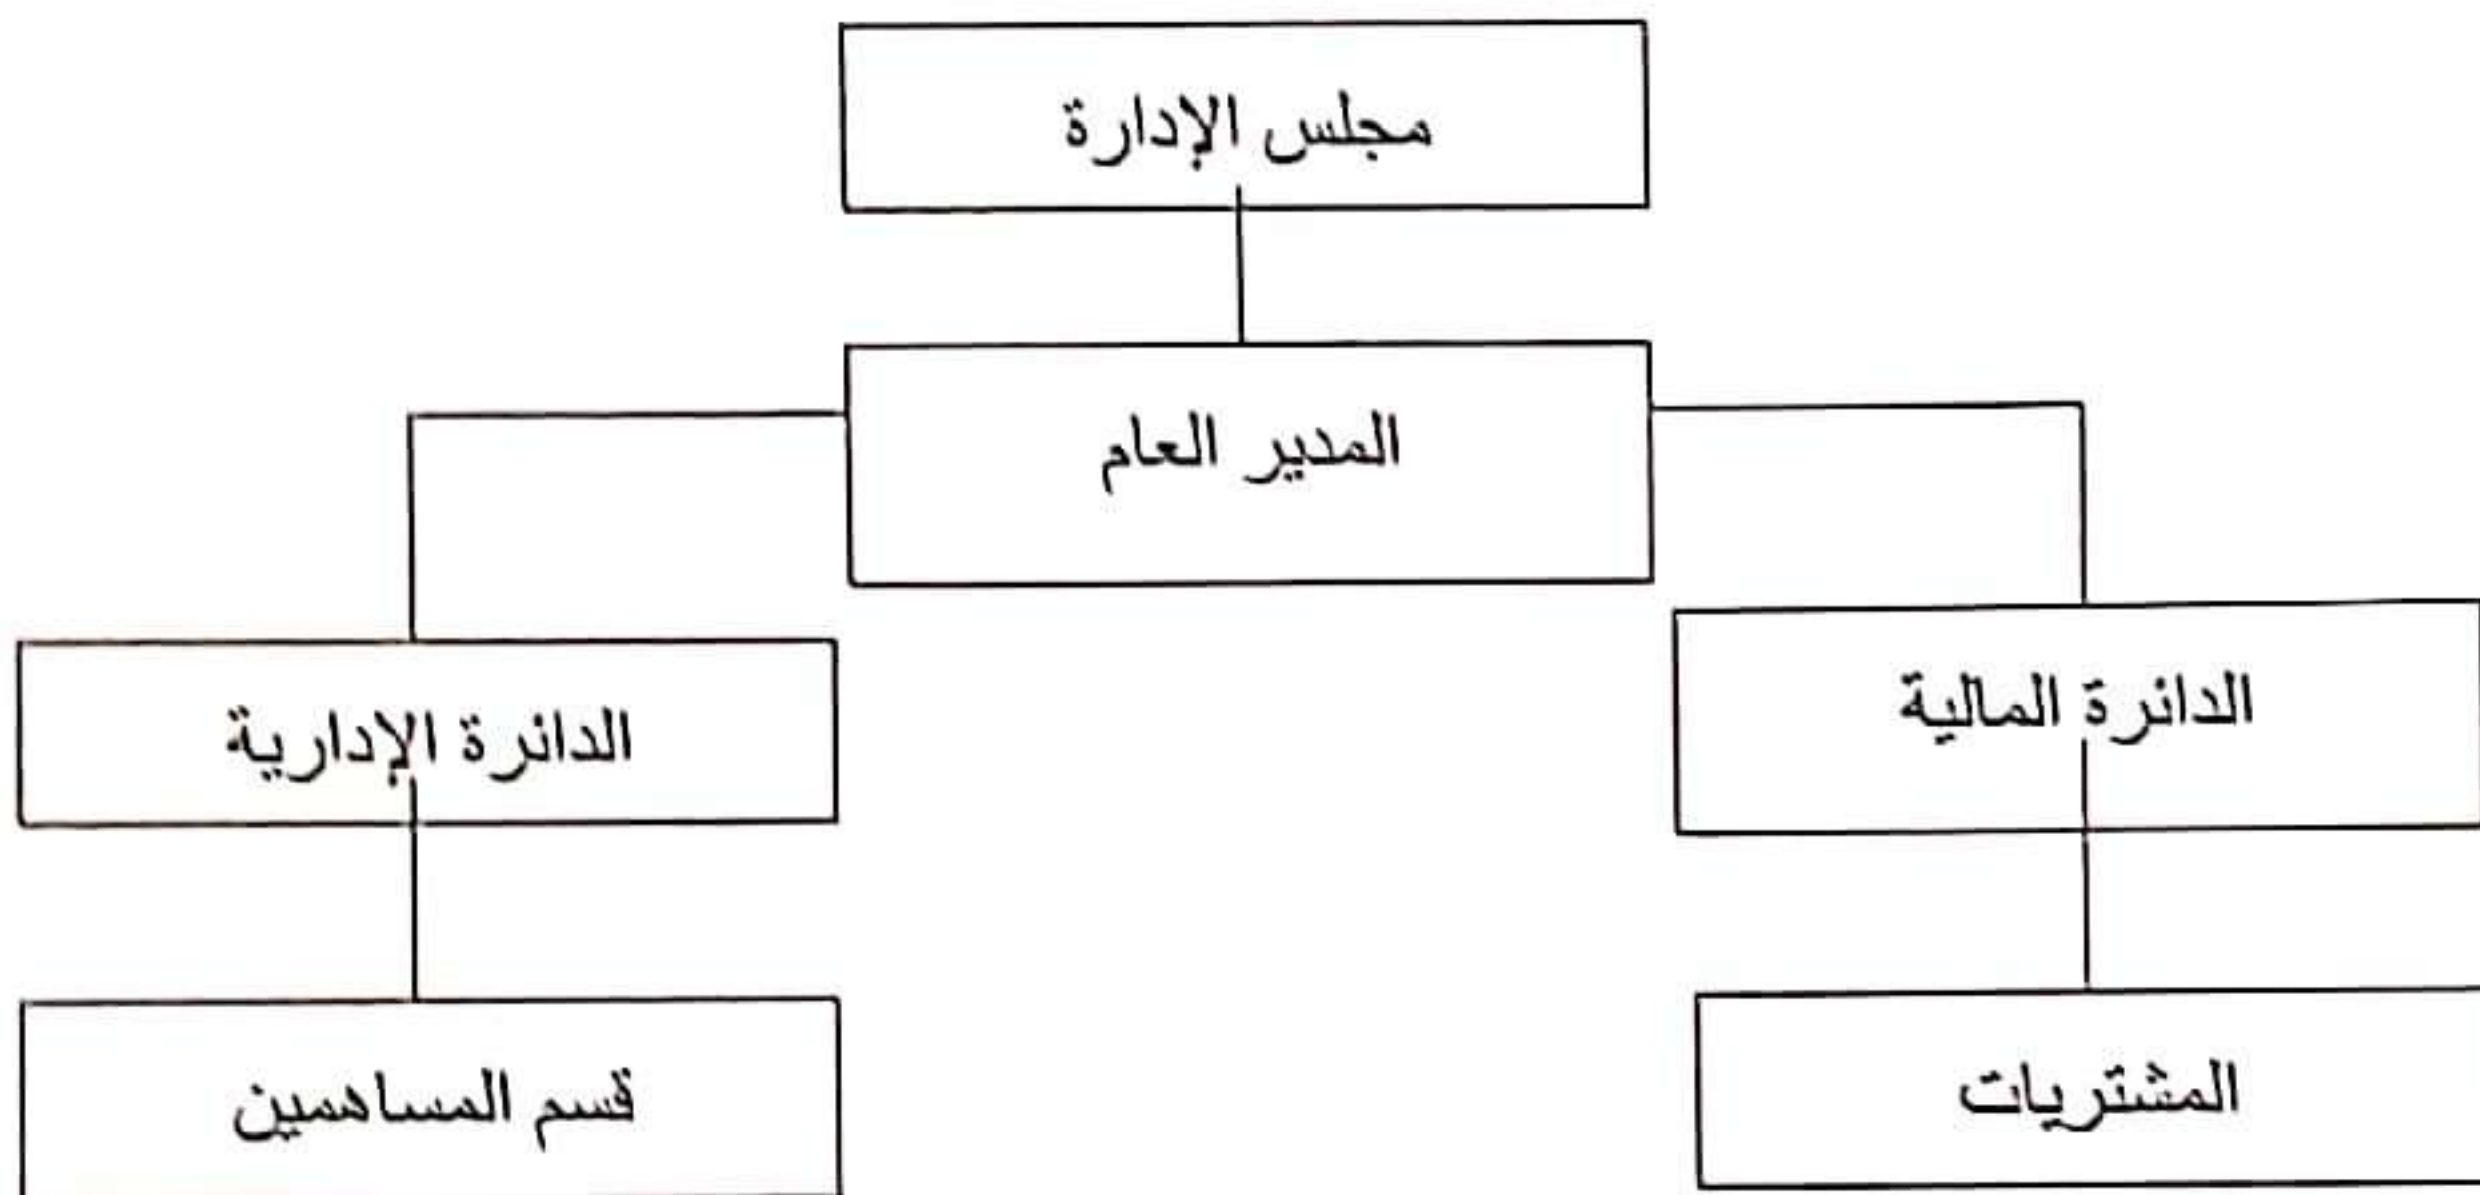 مجلس الإدارة
المدير العام
الدائرة المالية
الدائرة الإدارية
المشتريات
قسم المساهمين